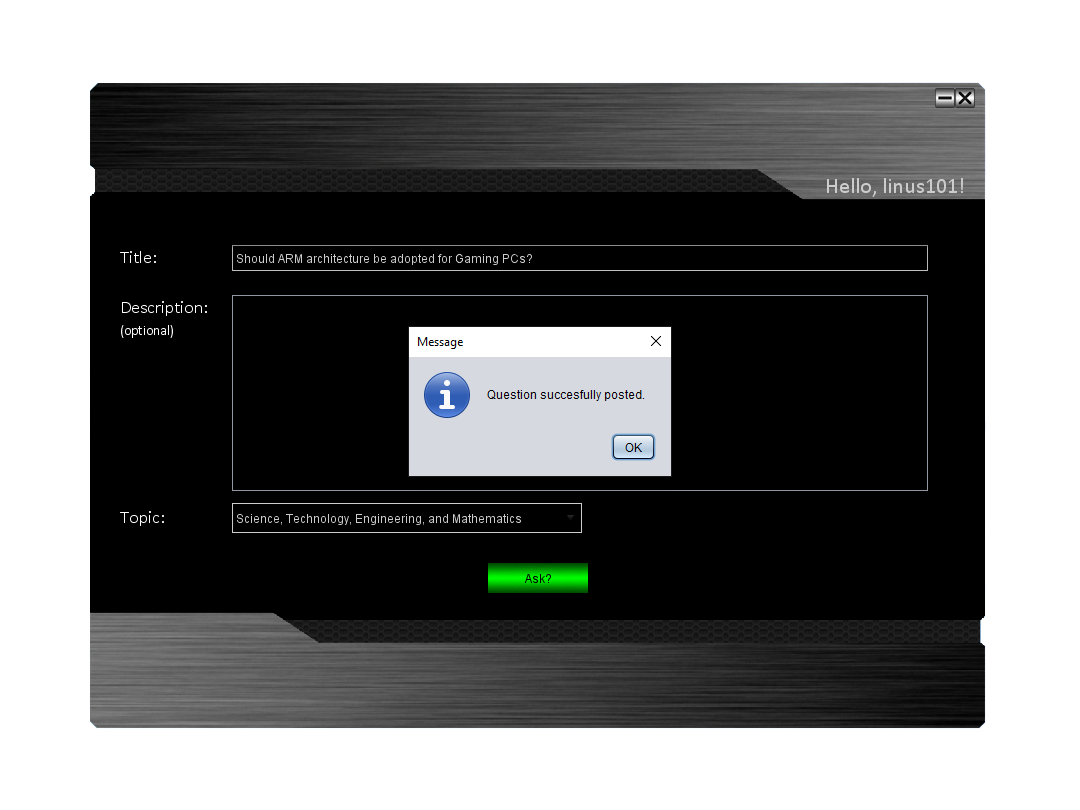 Hello, linus101!
Title:
Should ARM architecture be adopted for Gaming PCs?
Description:
(optional)
Message
Question succesfully posted.
OK
Topic:
Science, Technology, Engineering, and Mathematics
Ask?